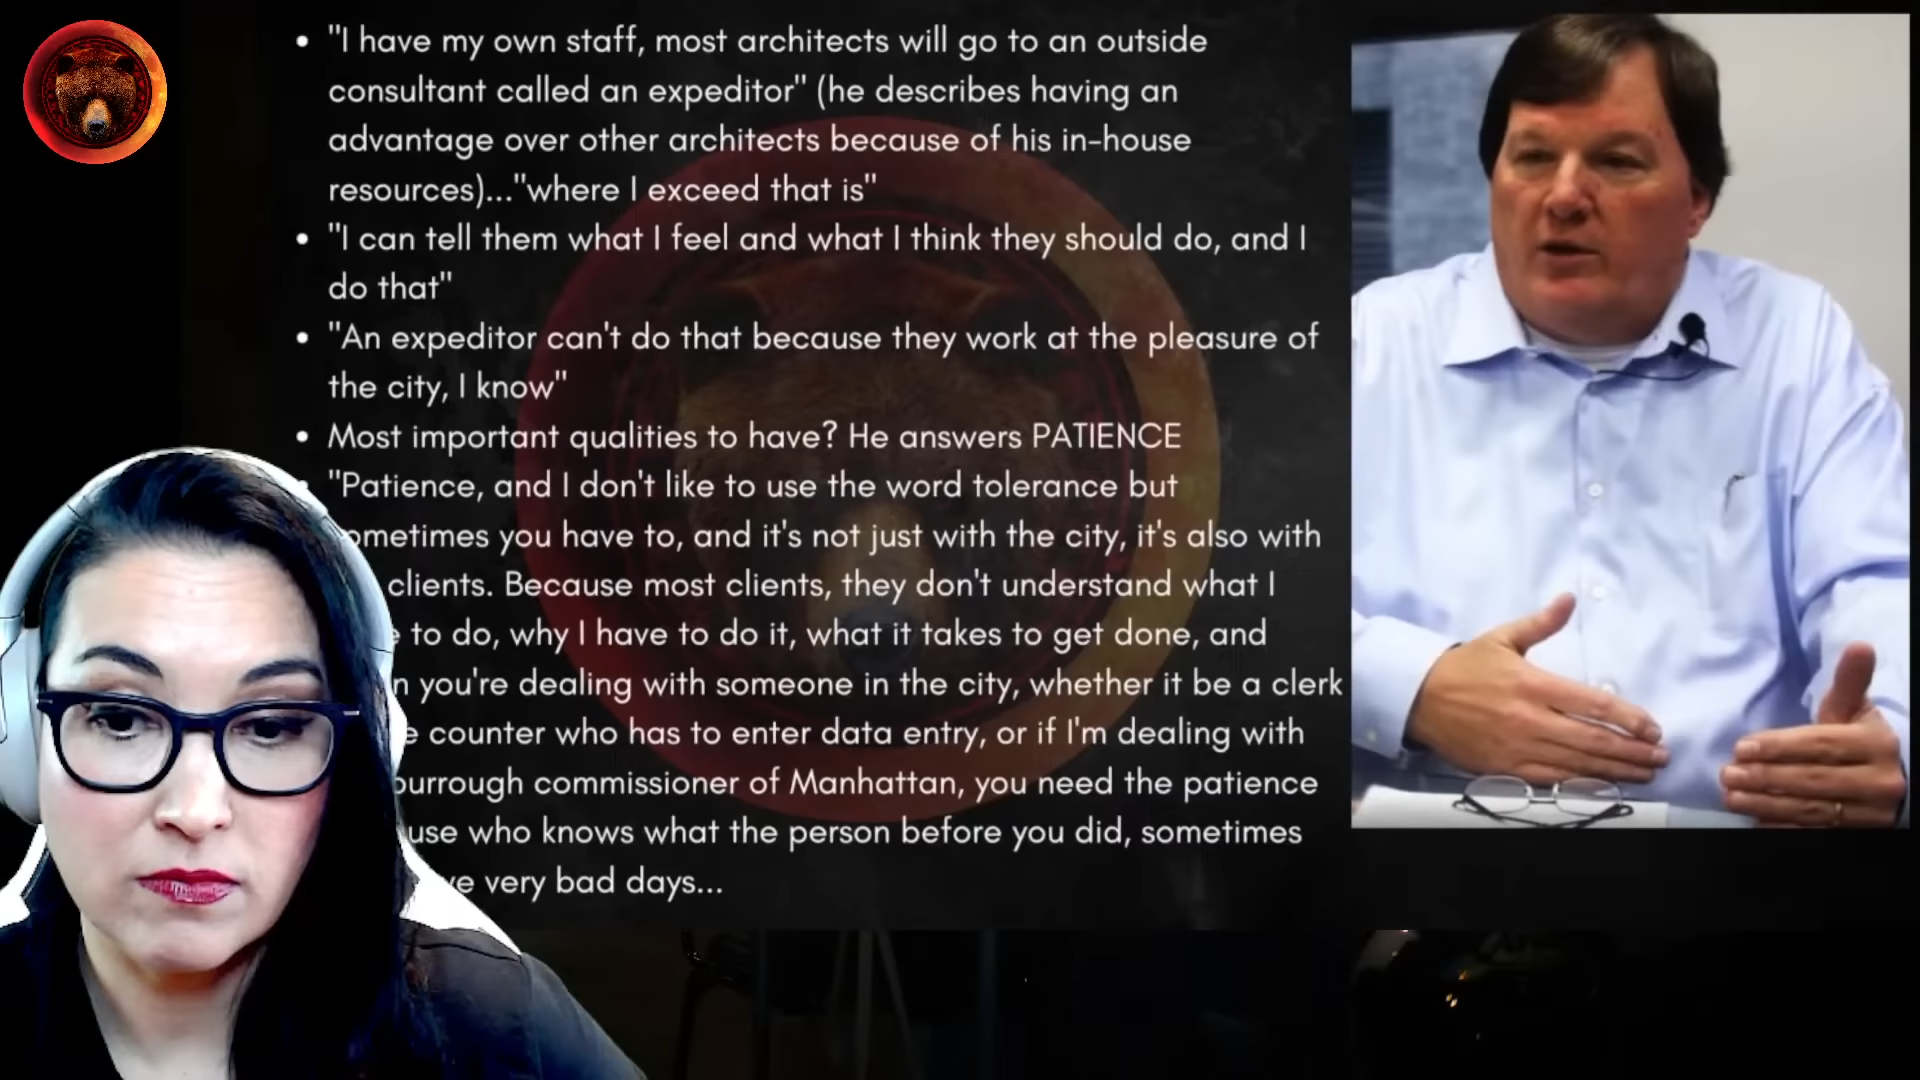 • "I have my own staff, most architects will go to an outside
consultant called an expeditor" (he describes having an
advantage over other architects because of his in-house
resources)..."where I exceed that is"
• "I can tell them what I feel and what I think they should do, and I
do that"
• "An expeditor can't do that because they work at the pleasure of
the city, I know"
• Most important qualities to have? He answers PATIENCE
• "Patience, and I don't like to use the word tolerance but
ometimes you have to, and it's not just with the city, it's also with
clients. Because most clients, they don't understand what I
to do, why I have to do it, what it takes to get done, and
you're dealing with someone in the city, whether it be a clerk
counter who has to enter data entry, or if I'm dealing with
ourrough commissioner of Manhattan, you need the patience
use who knows what the person before you did, sometimes
very bad days...